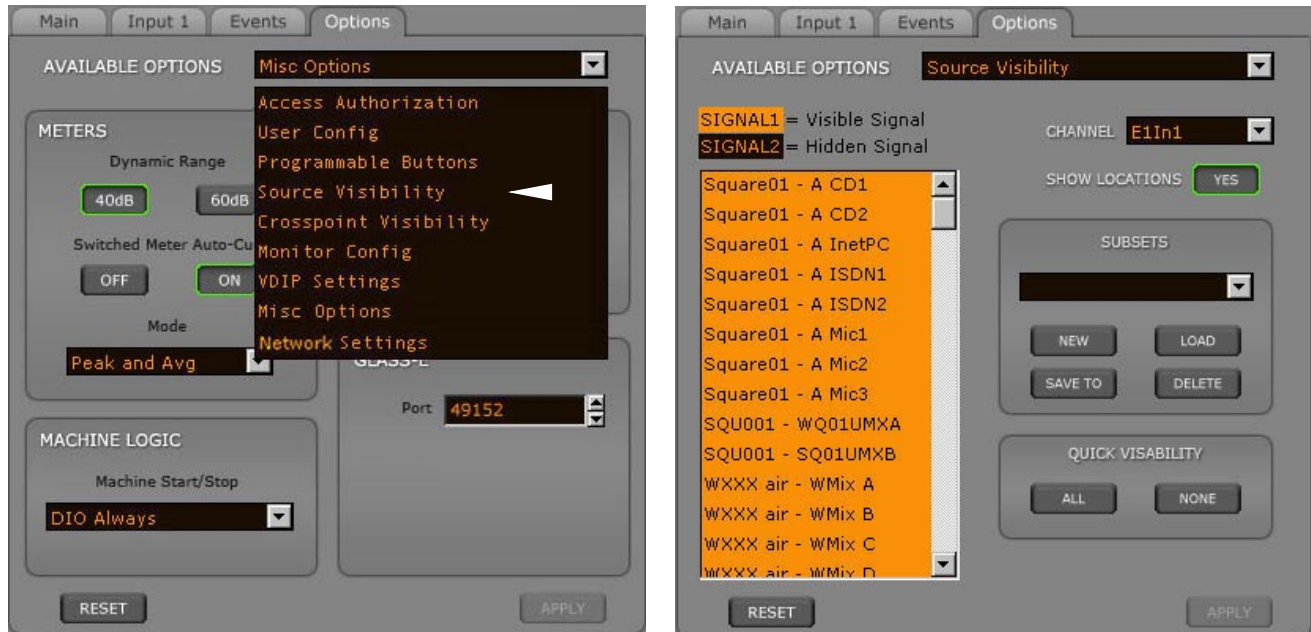 Main Input 1 Events Options
AVAILABLE OPTIONS Misc Options
Access Authorization
User Config
Programmable Buttons
Source Visibility
Crosspoint Visibility
Monitor Config
VDIP Settings
Misc Options
Network Settings
METERS
Dynamic Range
40dB 60dB
Switched Meter Auto-Cu
OFF ON
Mode
Peak and Avg
MACHINE LOGIC
Machine Start/Stop
DIO Always
GLASS-E
Port 49152
RESET APPLY
Main Input 1 Events Options
AVAILABLE OPTIONS Source Visibility
SIGNAL1 = Visible Signal
SIGNAL2 = Hidden Signal
Square01 - A CD1
Square01 - A CD2
Square01 - A InetPC
Square01 - A ISDN1
Square01 - A ISDN2
Square01 - A Mic1
Square01 - A Mic2
Square01 - A Mic3
SQU001 - WQ01UMXA
SQU001 - SQ01UMXB
WXXX air - WMix A
WXXX air - WMix B
WXXX air - WMix C
WXXX air - WMix D
CHANNEL E1In1
SHOW LOCATIONS YES
SUBSETS
NEW LOAD
SAVE TO DELETE
QUICK VISABILITY
ALL NONE
RESET APPLY